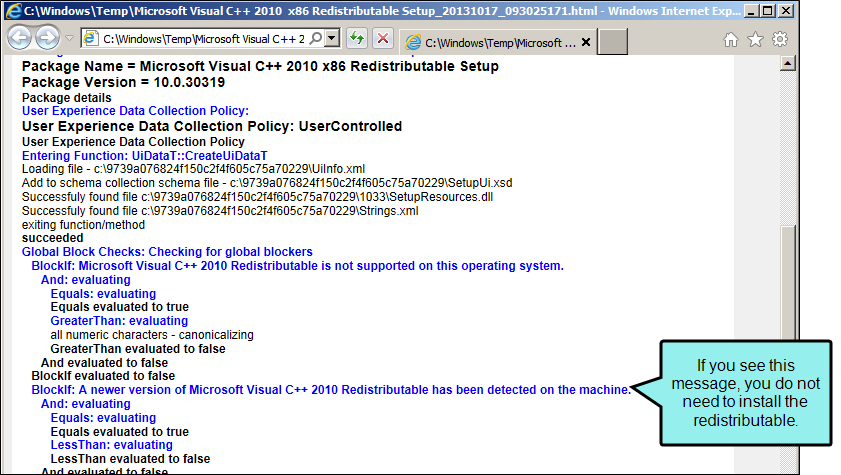 C:\Windows\Temp\Microsoft Visual C++ 2010  x86 Redistributable Setup_20131017_093025171.html - Windows Internet Exp...
C:\Windows\Temp\Microsoft Visual C++ 2
C:\Windows\Temp\Microsoft ...
Package Name = Microsoft Visual C++ 2010 x86 Redistributable Setup
Package Version = 10.0.30319
Package details
User Experience Data Collection Policy:
User Experience Data Collection Policy: UserControlled
User Experience Data Collection Policy
Entering Function: UiDataT::CreateUiDataT
Loading file - c:\9739a076824f150c2f4f605c75a70229\UiInfo.xml
Add to schema collection schema file - c:\9739a076824f150c2f4f605c75a70229\SetupUi.xsd
Successfuly found file c:\9739a076824f150c2f4f605c75a70229\1033\SetupResources.dll
Successfuly found file c:\9739a076824f150c2f4f605c75a70229\Strings.xml
exiting function/method
succeeded
Global Block Checks: Checking for global blockers
BlockIf: Microsoft Visual C++ 2010 Redistributable is not supported on this operating system.
And: evaluating
Equals: evaluating
Equals evaluated to true
GreaterThan: evaluating
all numeric characters - canonicalizing
GreaterThan evaluated to false
And evaluated to false
BlockIf evaluated to false
BlockIf: A newer version of Microsoft Visual C++ 2010 Redistributable has been detected on the machine.
And: evaluating
Equals: evaluating
Equals evaluated to true
LessThan: evaluating
LessThan evaluated to false
And evaluated to false
If you see this
message, you do not
need to install the
redistributable.